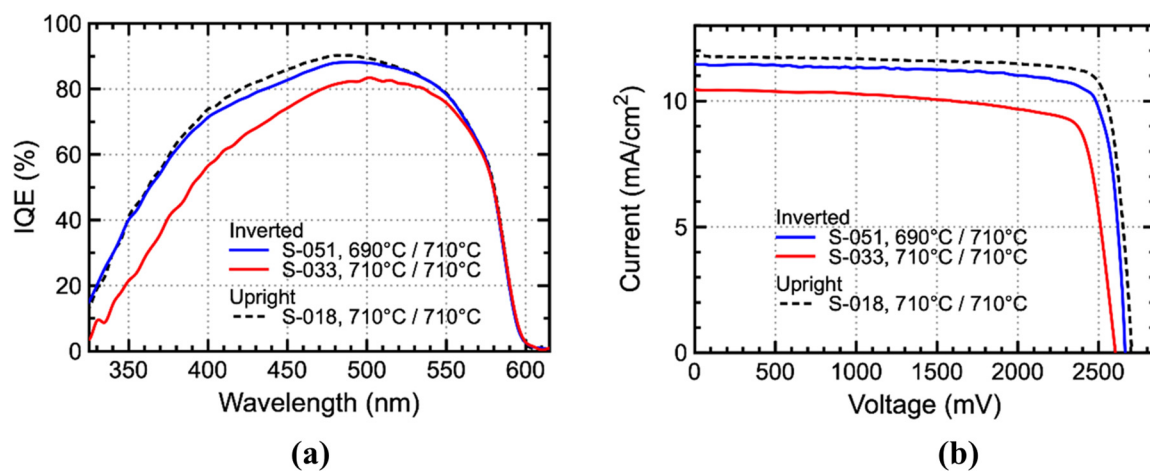 100
80
60
40
20
0
IQE (%)
350 400 450 500 550 600
Wavelength (nm)
Inverted
S-051, 690°C / 710°C
S-033, 710°C / 710°C
Upright
S-018, 710°C / 710°C
(a)
10
5
0
Current (mA/cm²)
0 500 1000 1500 2000 2500
Voltage (mV)
Inverted
S-051, 690°C / 710°C
S-033, 710°C / 710°C
Upright
S-018, 710°C / 710°C
(b)